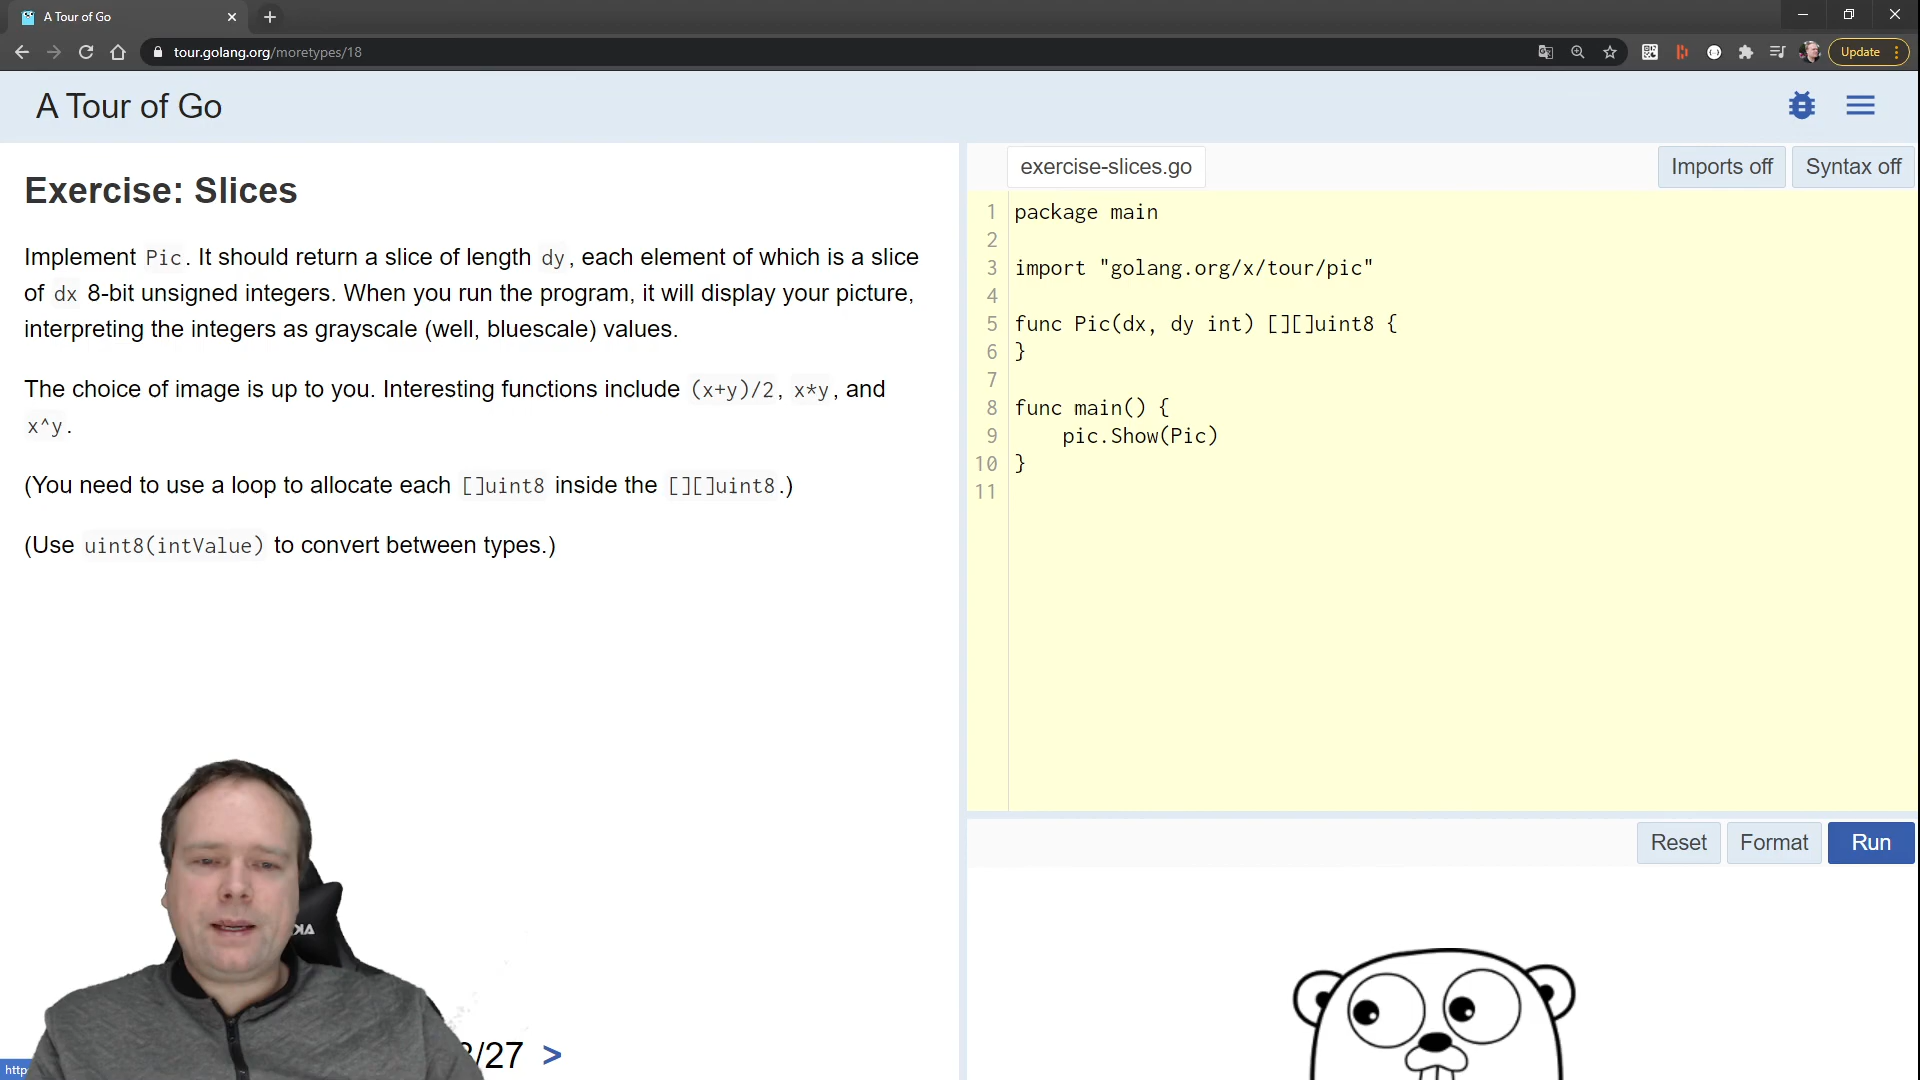 A Tour of Go
tour.golang.org/moretypes/18
Update
A Tour of Go
Exercise: Slices
Implement Pic. It should return a slice of length dy, each element of which is a slice
of dx 8-bit unsigned integers. When you run the program, it will display your picture,
interpreting the integers as grayscale (well, bluescale) values.
The choice of image is up to you. Interesting functions include (x+y)/2, x*y, and
x^y.
(You need to use a loop to allocate each []uint8 inside the [][]uint8.)
(Use uint8(intValue) to convert between types.)
/27 >
http
exercise-slices.go
Imports off
Syntax off
1 package main
2
3 import "golang.org/x/tour/pic"
4
5 func Pic(dx, dy int) [][]uint8 {
6 }
7
8 func main() {
9 pic.Show(Pic)
10 }
11
Reset
Format
Run